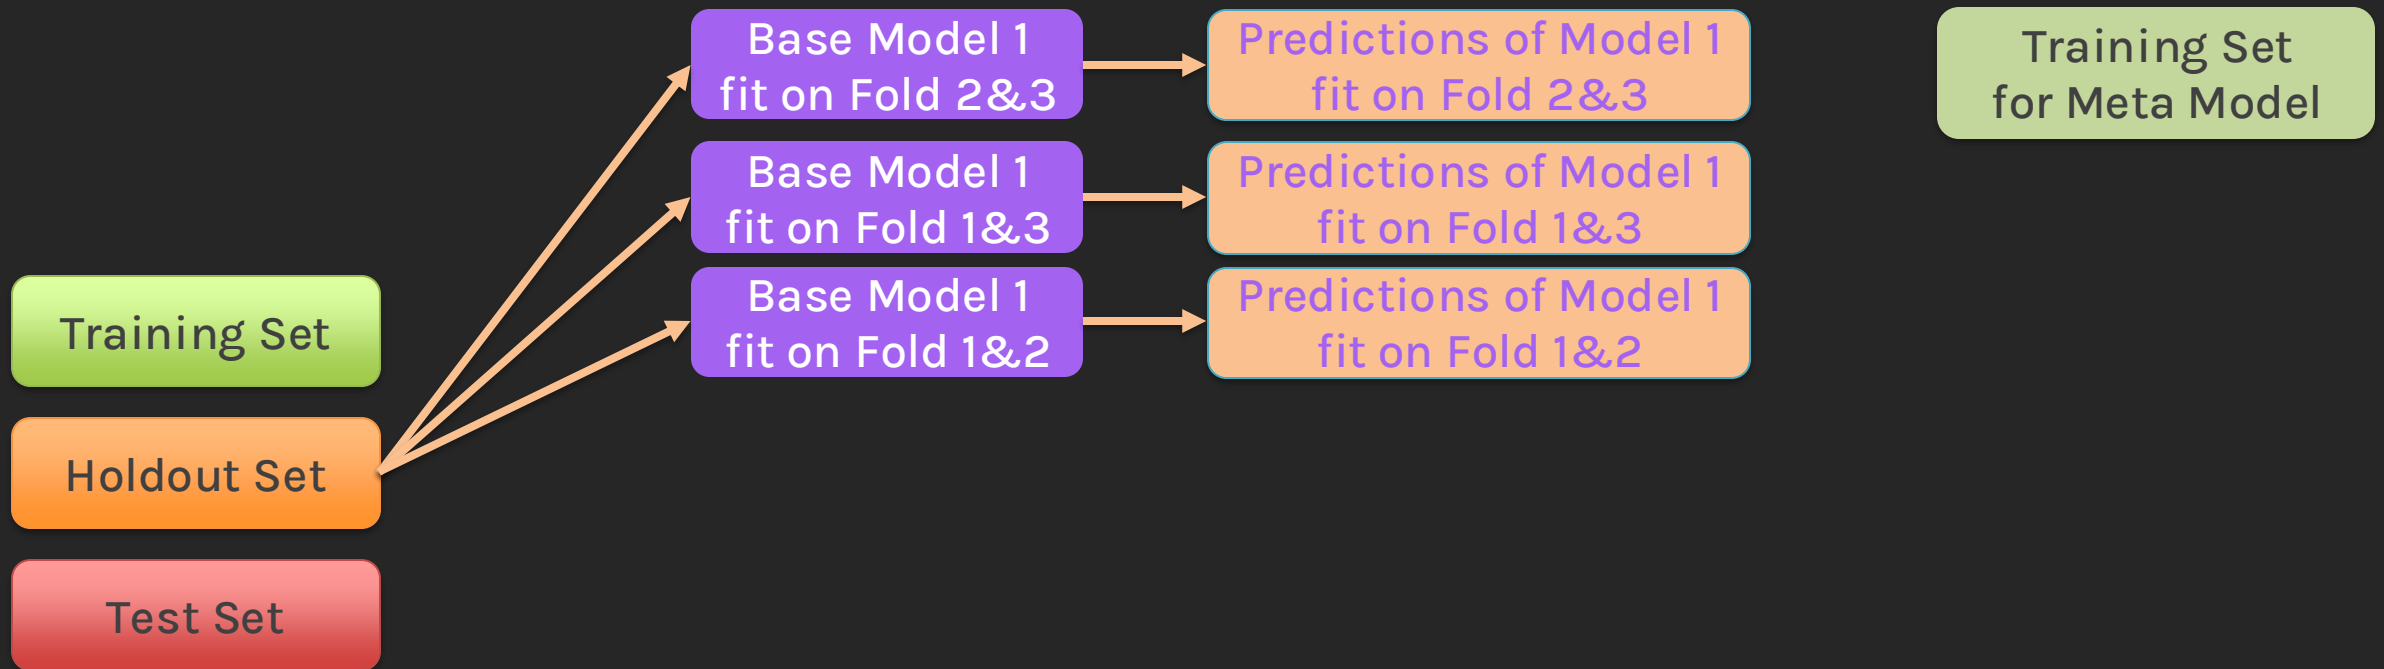 Base Model 1
fit on Fold 2&3
Predictions of Model 1
fit on Fold 2&3
Training Set
for Meta Model
Base Model 1
fit on Fold 1&3
Predictions of Model 1
fit on Fold 1&3
Base Model 1
fit on Fold 1&2
Predictions of Model 1
fit on Fold 1&2
Training Set
Holdout Set
Test Set